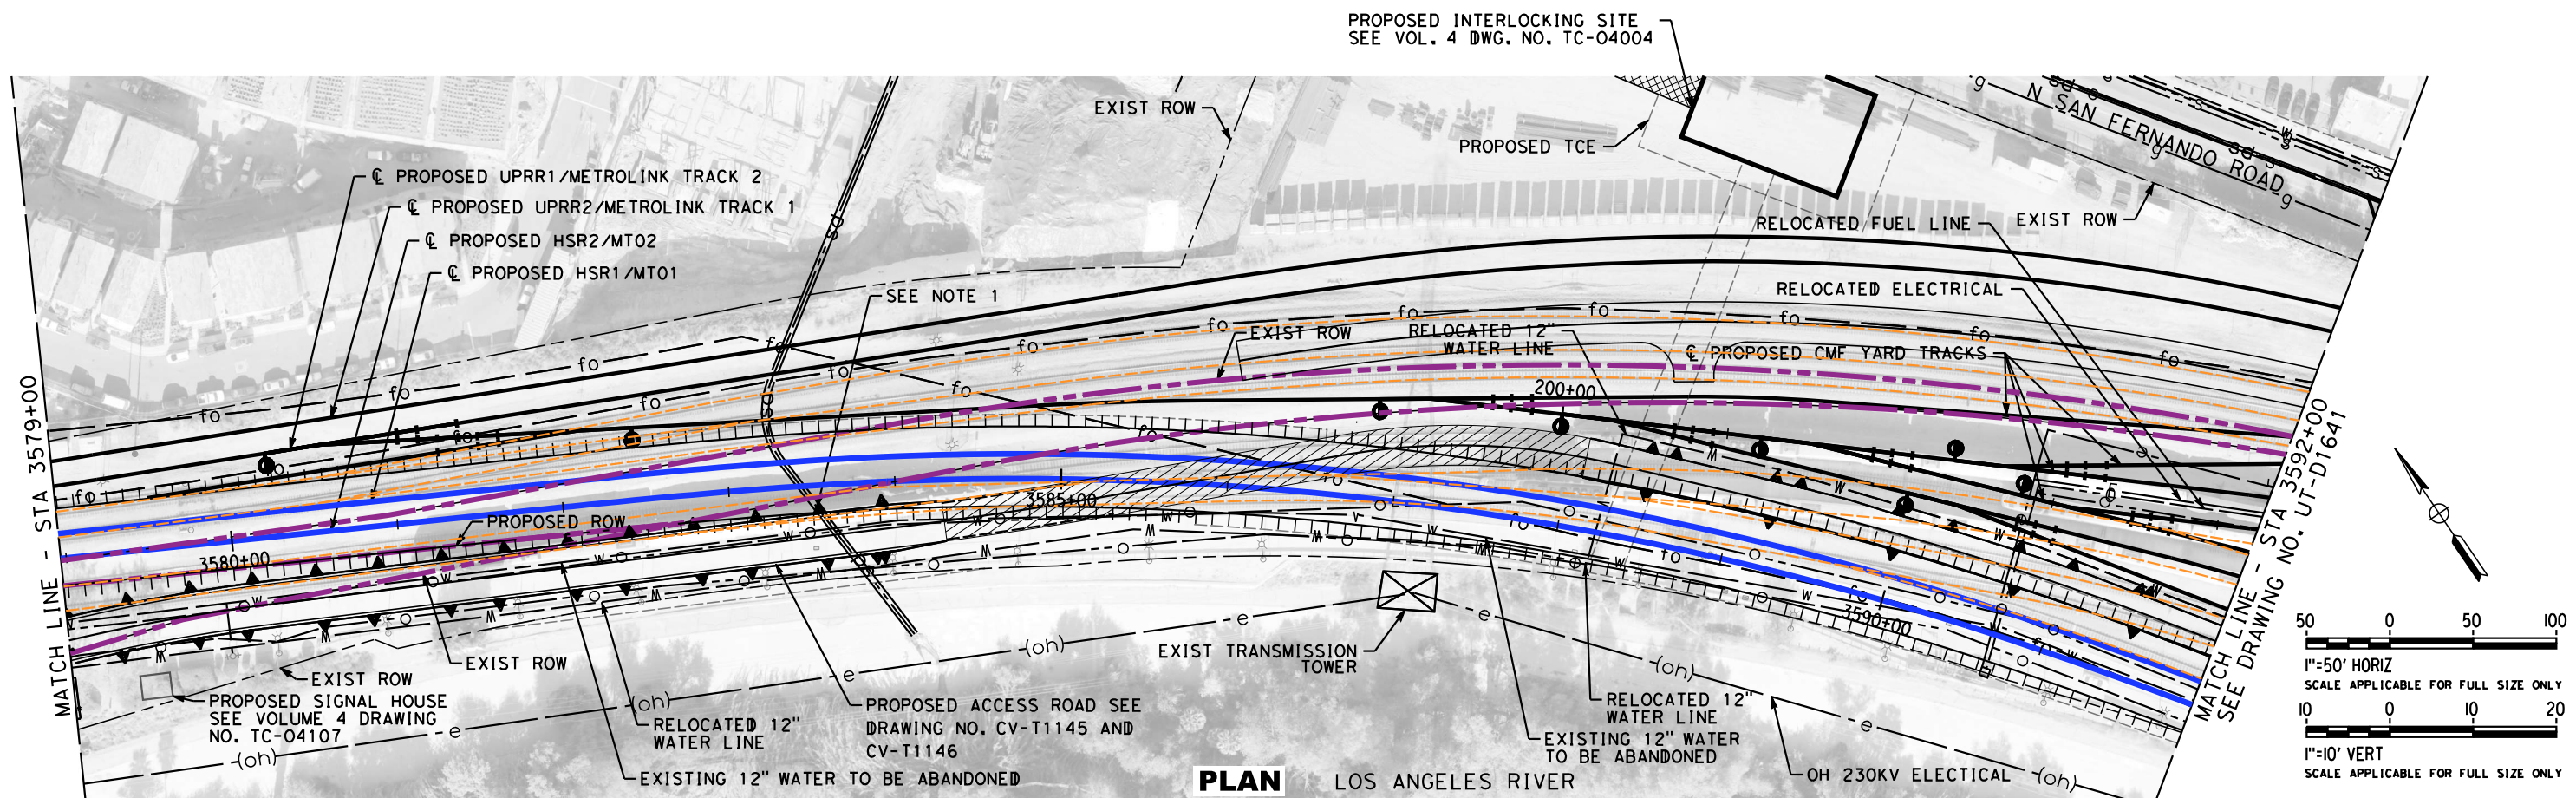 PROPOSED INTERLOCKING SITE
SEE VOL. 4 DWG. NO. TC-04004
EXIST ROW
PROPOSED TCE
N SAN FERNANDO ROAD
RELOCATED FUEL LINE
EXIST ROW
RELOCATED ELECTRICAL
℄ PROPOSED UPRR1/METROLINK TRACK 2
℄ PROPOSED UPRR2/METROLINK TRACK 1
℄ PROPOSED HSR2/MT02
℄ PROPOSED HSR1/MT01
SEE NOTE 1
EXIST ROW
RELOCATED 12"
WATER LINE
℄ PROPOSED CMF YARD TRACKS
200+00
MATCH LINE - STA 3579+00
3580+00
PROPOSED ROW
3585+00
3590+00
MATCH LINE - STA 3592+00
SEE DRAWING NO. UT-D1641
EXIST ROW
EXIST ROW
PROPOSED SIGNAL HOUSE
SEE VOLUME 4 DRAWING
NO. TC-04107
RELOCATED 12"
WATER LINE
EXISTING 12" WATER TO BE ABANDONED
PROPOSED ACCESS ROAD SEE
DRAWING NO. CV-T1145 AND
CV-T1146
EXIST TRANSMISSION
TOWER
RELOCATED 12"
WATER LINE
EXISTING 12" WATER
TO BE ABANDONED
OH 230KV ELECTICAL
(oh) e (oh) e (oh) e (oh) e (oh)
PLAN
LOS ANGELES RIVER
50 0 50 100
1"=50' HORIZ
SCALE APPLICABLE FOR FULL SIZE ONLY
10 0 10 20
1"=10' VERT
SCALE APPLICABLE FOR FULL SIZE ONLY